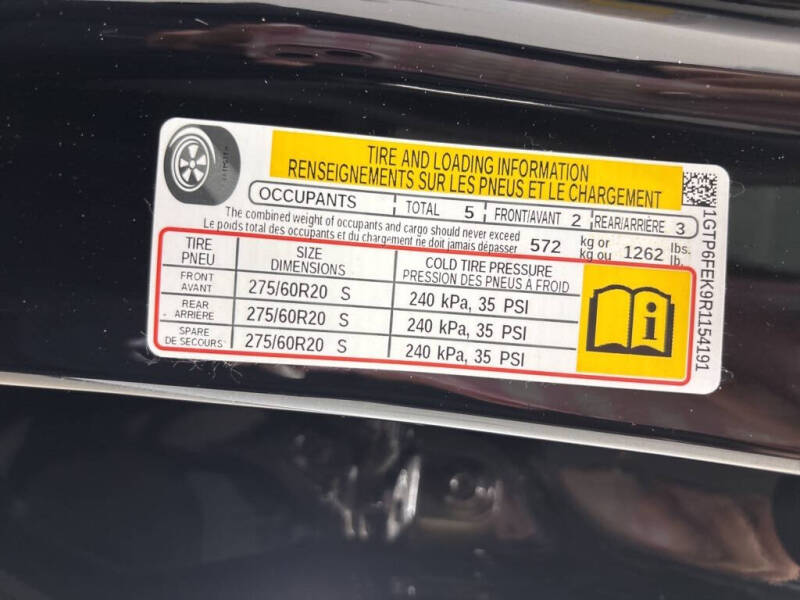 TIRE AND LOADING INFORMATION
RENSEIGNEMENTS SUR LES PNEUS ET LE CHARGEMENT
OCCUPANTS TOTAL 5 FRONT/AVANT 2 REAR/ARRIÈRE 3
The combined weight of occupants and cargo should never exceed
Le poids total des occupants et du chargement ne doit jamais dépasser
572 kg or 1262 lbs.
kg ou lb.
TIRE SIZE COLD TIRE PRESSURE
PNEU DIMENSIONS PRESSION DES PNEUS A FROID
FRONT
AVANT 275/60R20 S 240 kPa, 35 PSI
REAR
ARRIÈRE 275/60R20 S 240 kPa, 35 PSI
SPARE
DE SECOURS 275/60R20 S 240 kPa, 35 PSI
1GTP6FEK9R1154191